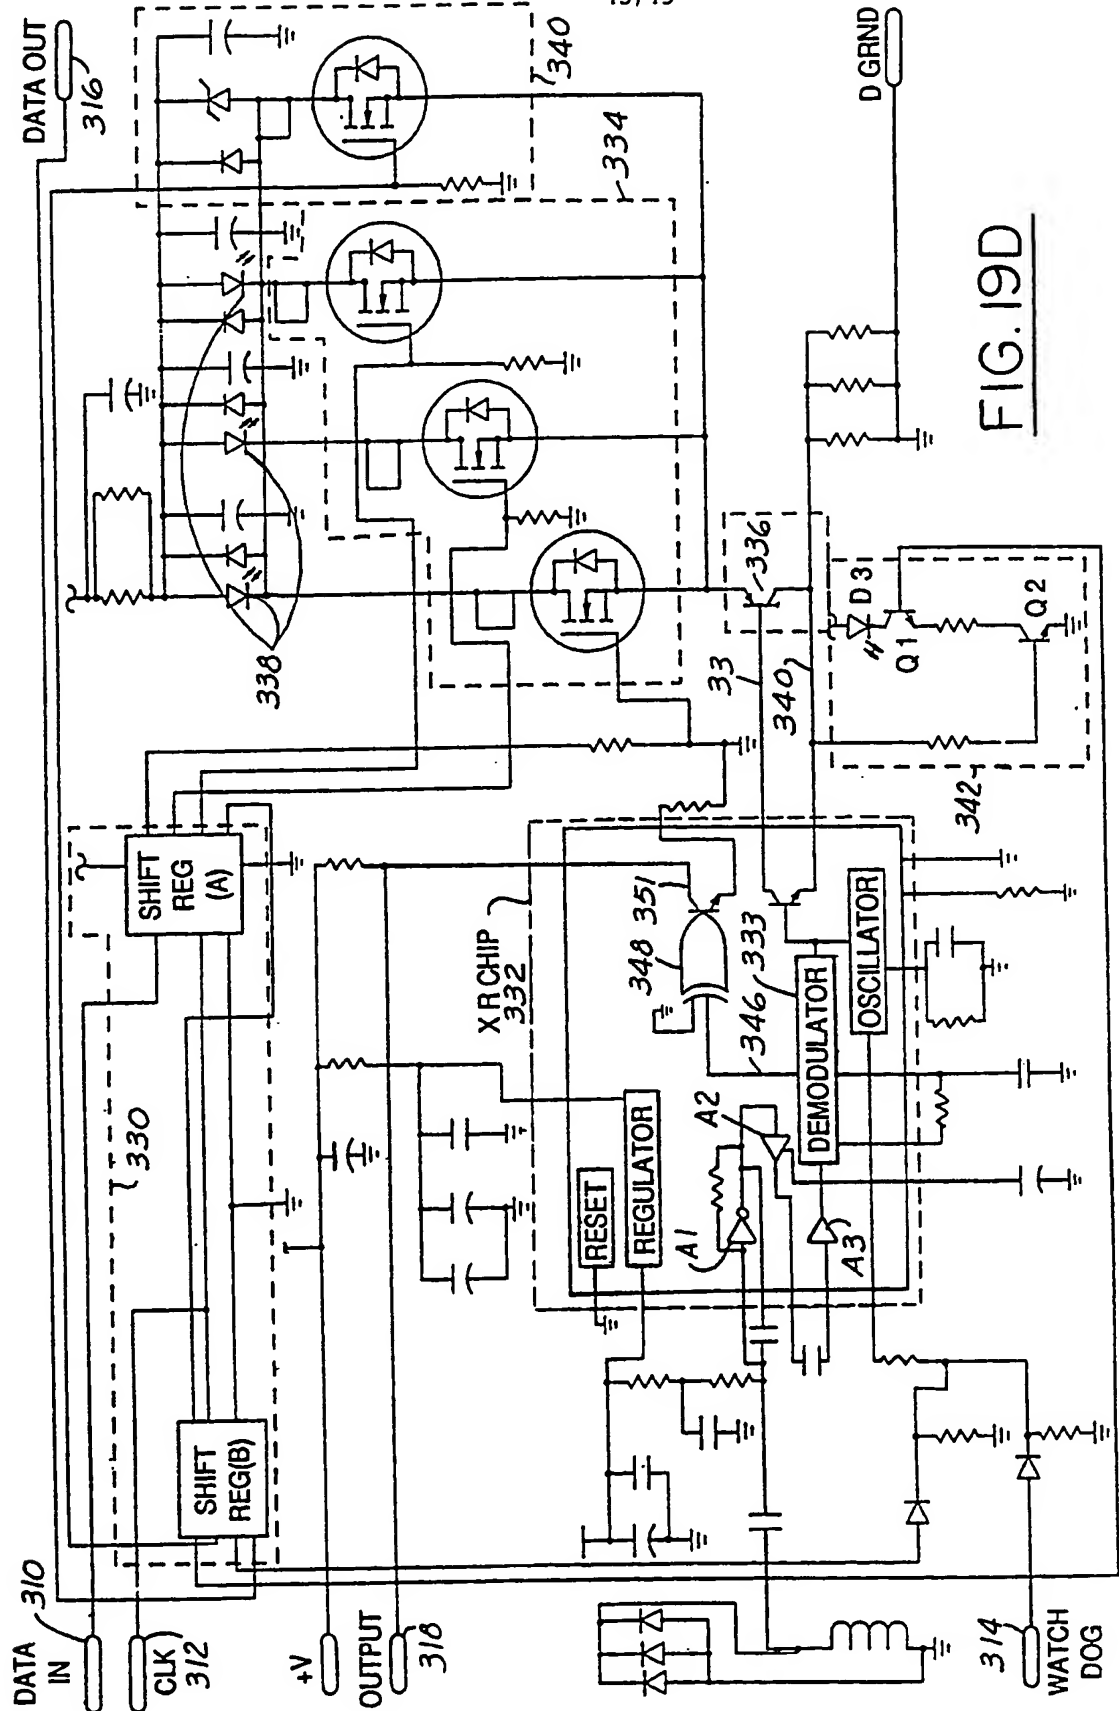 DATA OUT
316
340
334
D GRND
FIG. 19D
338
336
33
340
D3
Q1
Q2
342
SHIFT
REG
(A)
330
SHIFT
REG(B)
DATA
IN
310
CLK
312
+V
OUTPUT
318
XR CHIP
332
351
348
346
333
RESET
REGULATOR
A1
A2
A3
DEMODULATOR
OSCILLATOR
314
WATCH
DOG